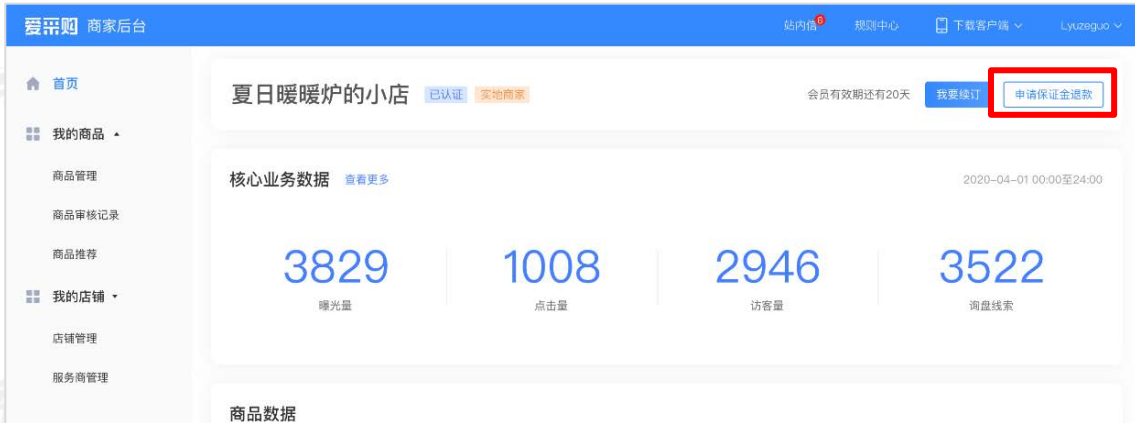 爱采购 商家后台 站内信 6 规则中心 下载客户端 Lyuzeguo
首页
夏日暖暖炉的小店 已认证 实地商家 会员有效期还有20天 我要续订 申请保证金退款
我的商品
商品管理
核心业务数据 查看更多 2020-04-01 00:00至24:00
商品审核记录
商品推荐
3829 1008 2946 3522
曝光量 点击量 访客量 询盘线索
我的店铺
店铺管理
服务商管理
商品数据